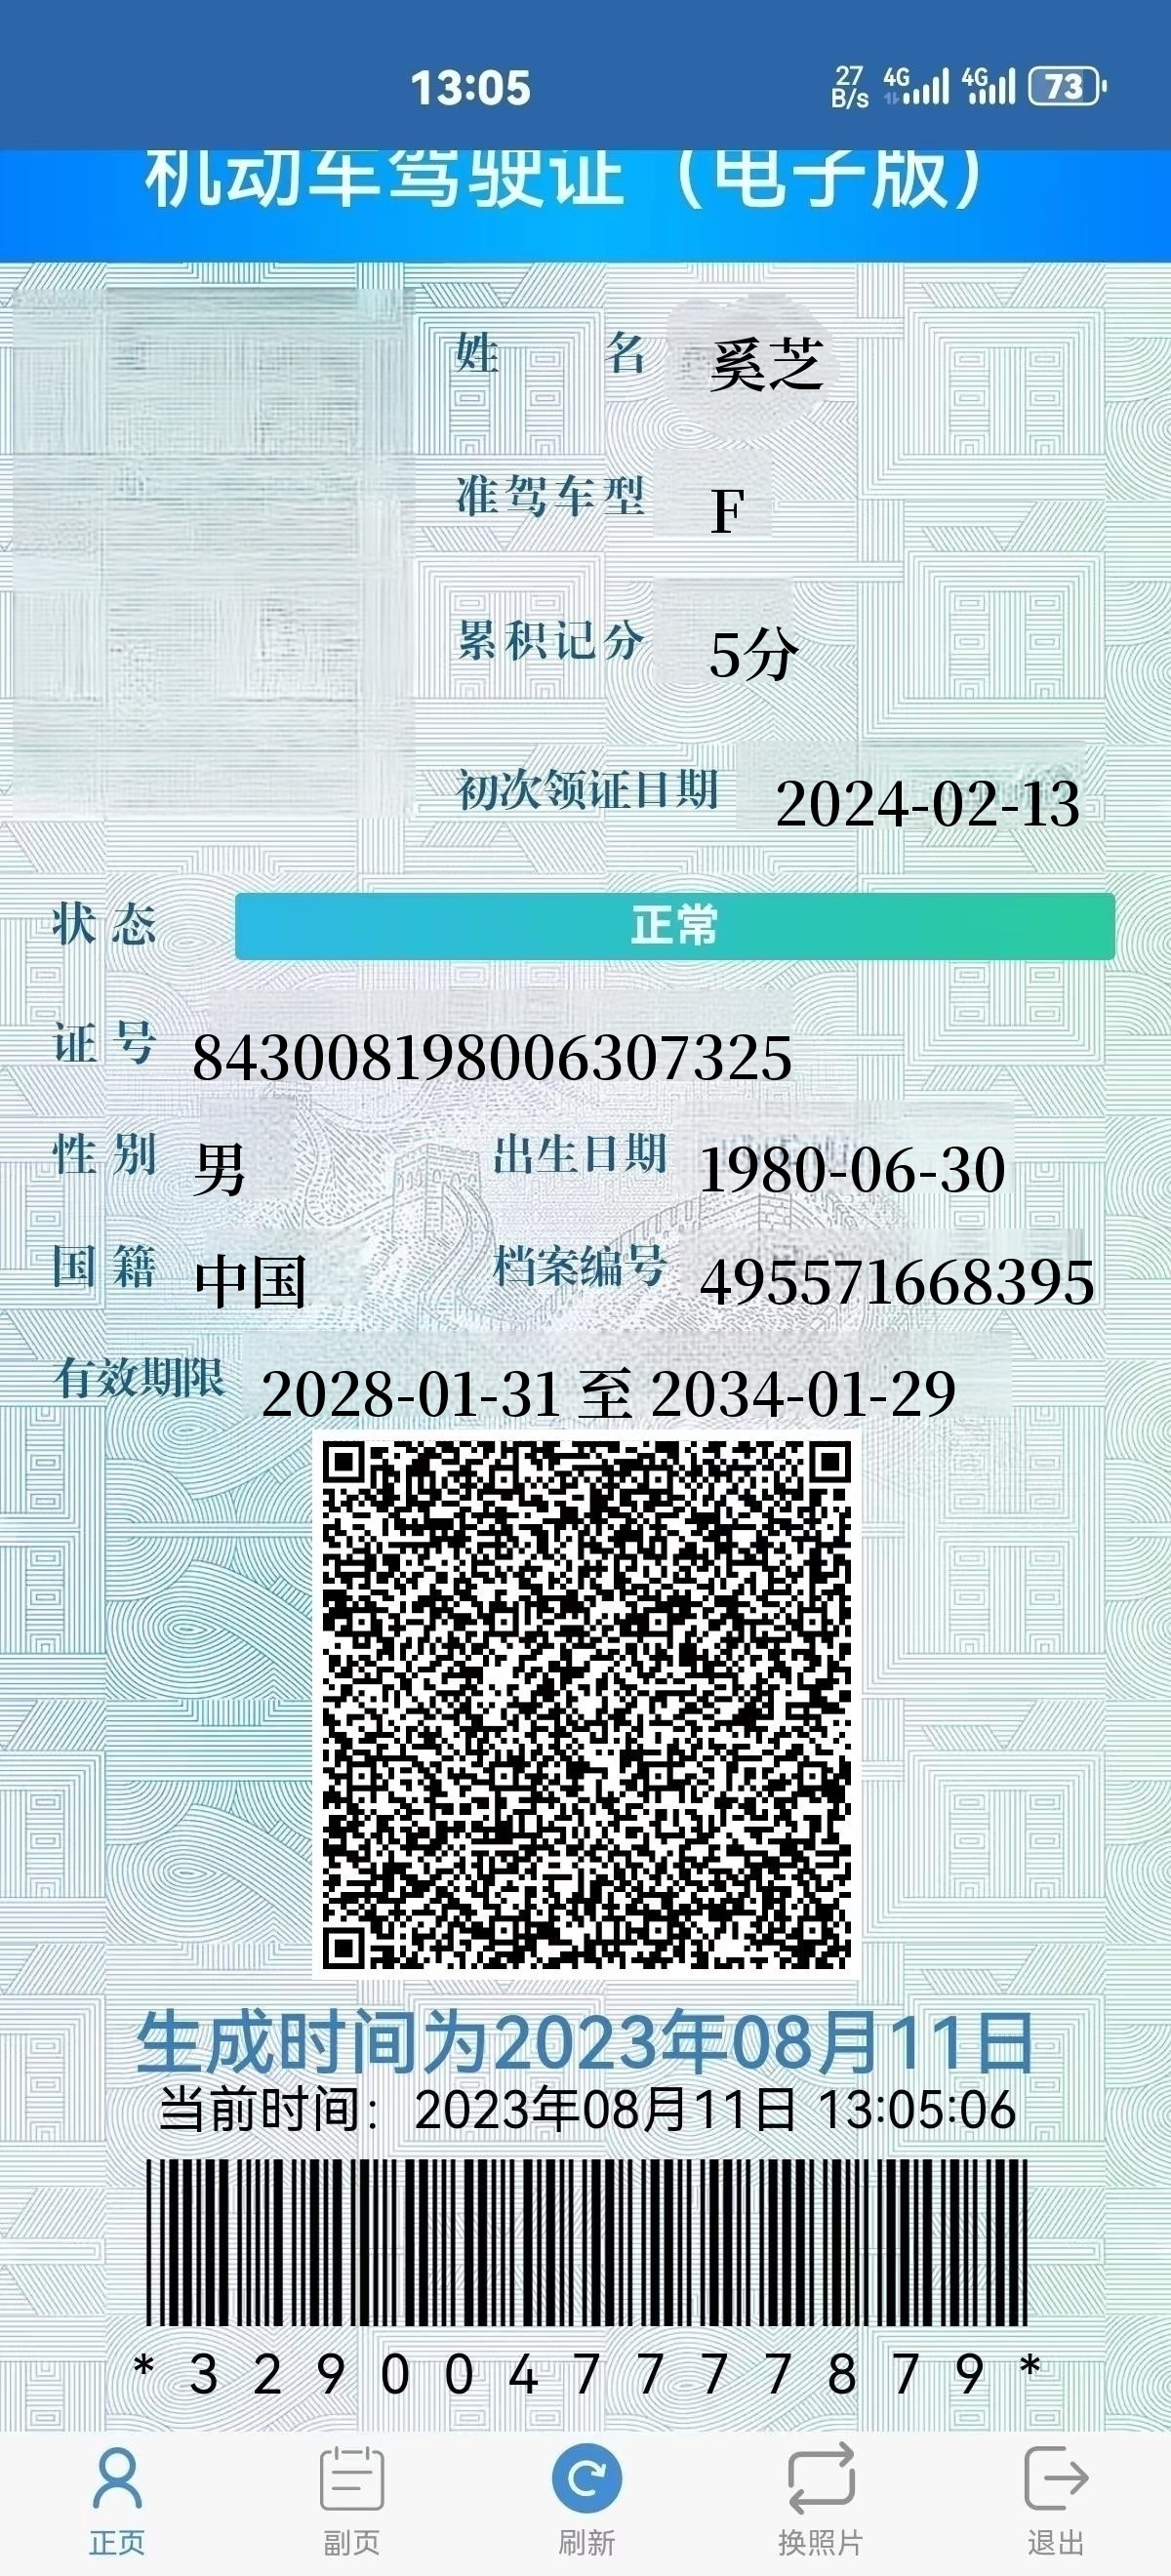 13:05
27 B/s 4G 4G 73
机动车驾驶证（电子版）
姓名 奚芝
准驾车型 F
累积记分 5分
初次领证日期 2024-02-13
状态 正常
证号 843008198006307325
性别 男 出生日期 1980-06-30
国籍 中国 档案编号 495571668395
有效期限 2028-01-31 至 2034-01-29
生成时间为2023年08月11日
当前时间：2023年08月11日 13:05:06
*3290047777879*
正页 副页 刷新 换照片 退出